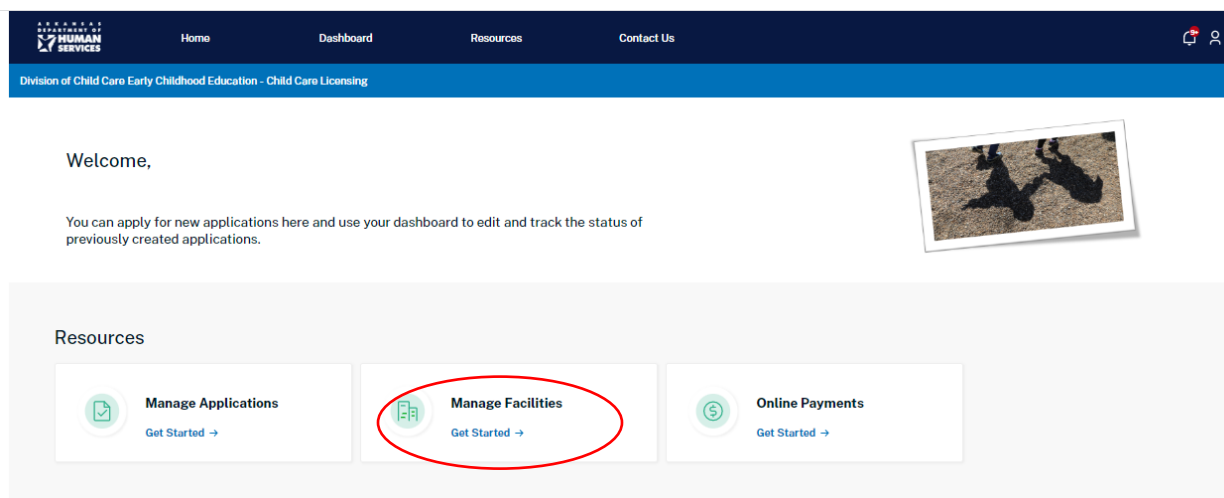 ARKANSAS
DEPARTMENT OF
HUMAN
SERVICES
Home
Dashboard
Resources
Contact Us
9+
Division of Child Care Early Childhood Education - Child Care Licensing
Welcome,
You can apply for new applications here and use your dashboard to edit and track the status of
previously created applications.
Resources
Manage Applications
Get Started →
Manage Facilities
Get Started →
$
Online Payments
Get Started →